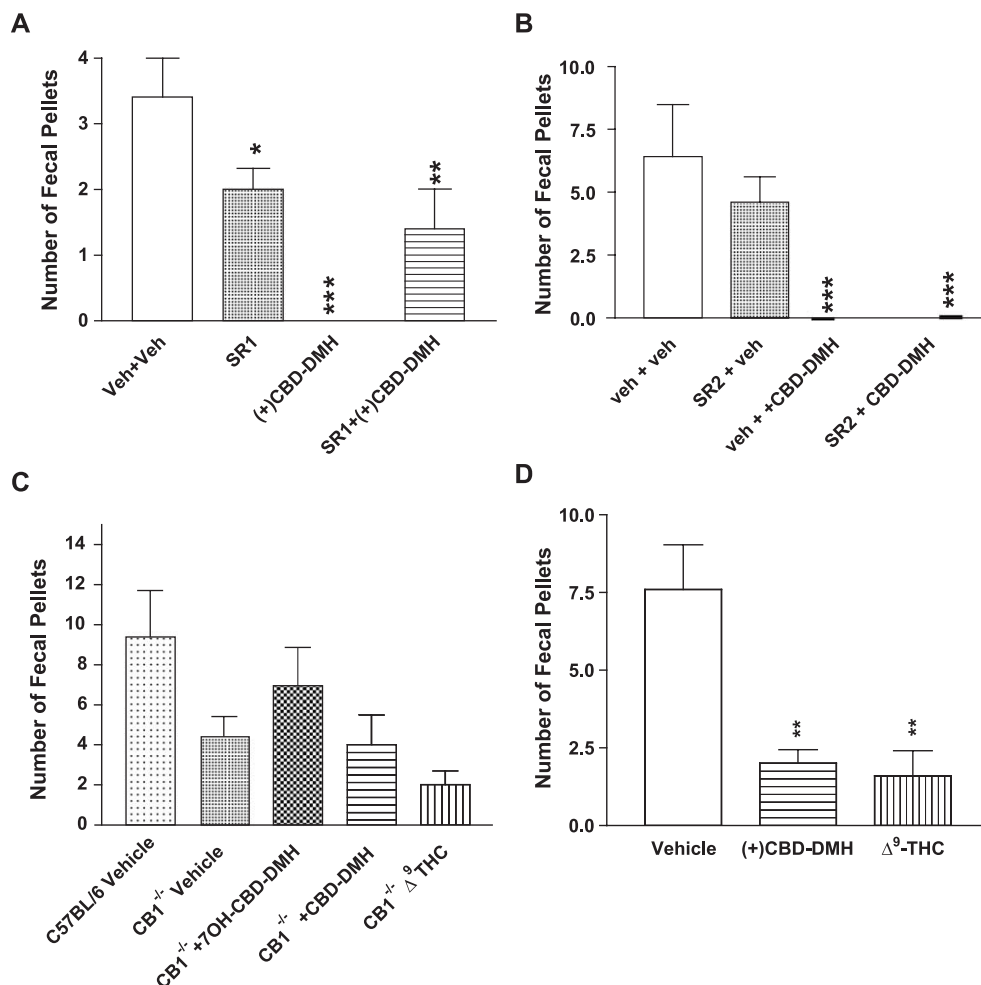 A
Number of Fecal Pellets
4
3
2
1
0
*
***
**
Veh+Veh
SR1
(+)CBD-DMH
SR1+(+)CBD-DMH
B
Number of Fecal Pellets
10.0
7.5
5.0
2.5
0.0
***
***
veh + veh
SR2 + veh
veh + +CBD-DMH
SR2 + CBD-DMH
C
Number of Fecal Pellets
14
12
10
8
6
4
2
0
C57BL/6 Vehicle
CB1-/- Vehicle
CB1-/-+7OH-CBD-DMH
CB1-/- +CBD-DMH
CB1-/- Δ9 THC
D
Number of Fecal Pellets
10.0
7.5
5.0
2.5
0.0
**
**
Vehicle
(+)CBD-DMH
Δ9-THC